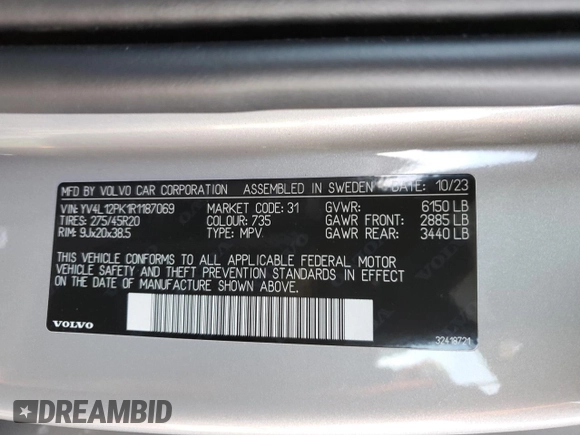 MFD BY VOLVO CAR CORPORATION ASSEMBLED IN SWEDEN DATE: 10/23
VIN: YV4L12PK1R1187069 MARKET CODE: 31 GVWR: 6150 LB
TIRES: 275/45R20 COLOUR: 735 GAWR FRONT: 2885 LB
RIM: 9Jx20x38.5 TYPE: MPV. GAWR REAR: 3440 LB
THIS VEHICLE CONFORMS TO ALL APPLICABLE FEDERAL MOTOR
VEHICLE SAFETY AND THEFT PREVENTION STANDARDS IN EFFECT
ON THE DATE OF MANUFACTURE SHOWN ABOVE.
VOLVO
32419721
DREAMBID